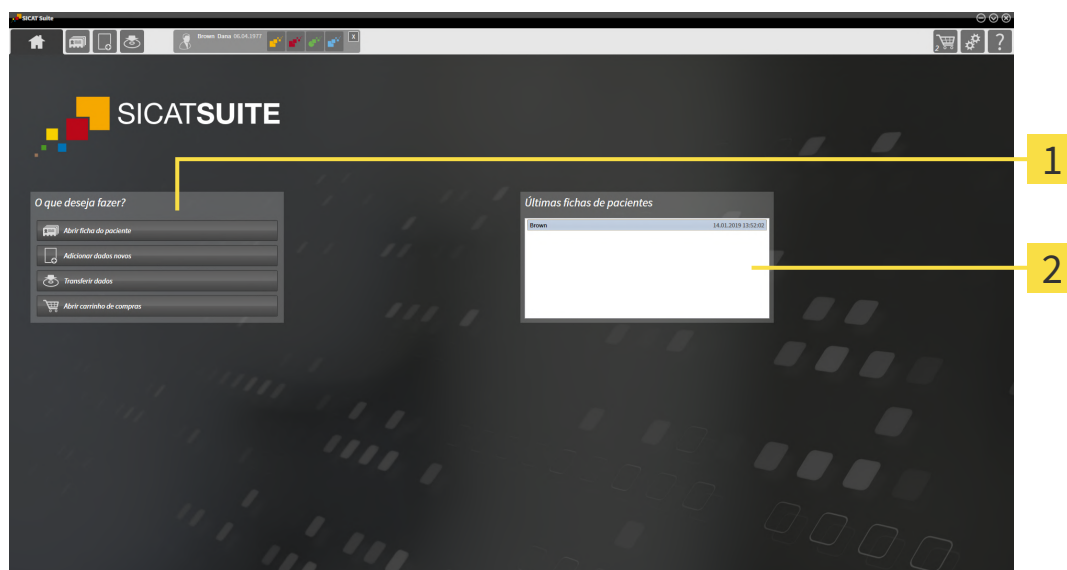 SICAT Suite
Brown Dana 06.04.1977
x
2
?
SICATSUITE
1
O que deseja fazer?
Últimas fichas de pacientes
Abrir ficha do paciente
Brown 14.01.2019 13:52:02
Adicionar dados novos
2
Transferir dados
Abrir carrinho de compras